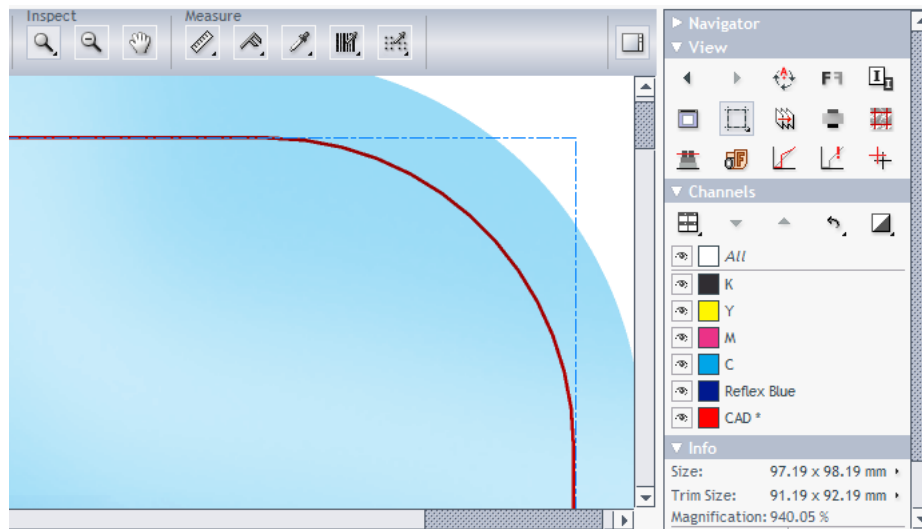 Inspect
Measure
Navigator
View
Channels
All
K
Y
M
C
Reflex Blue
CAD *
Info
Size: 97.19 x 98.19 mm
Trim Size: 91.19 x 92.19 mm
Magnification: 940.05 %